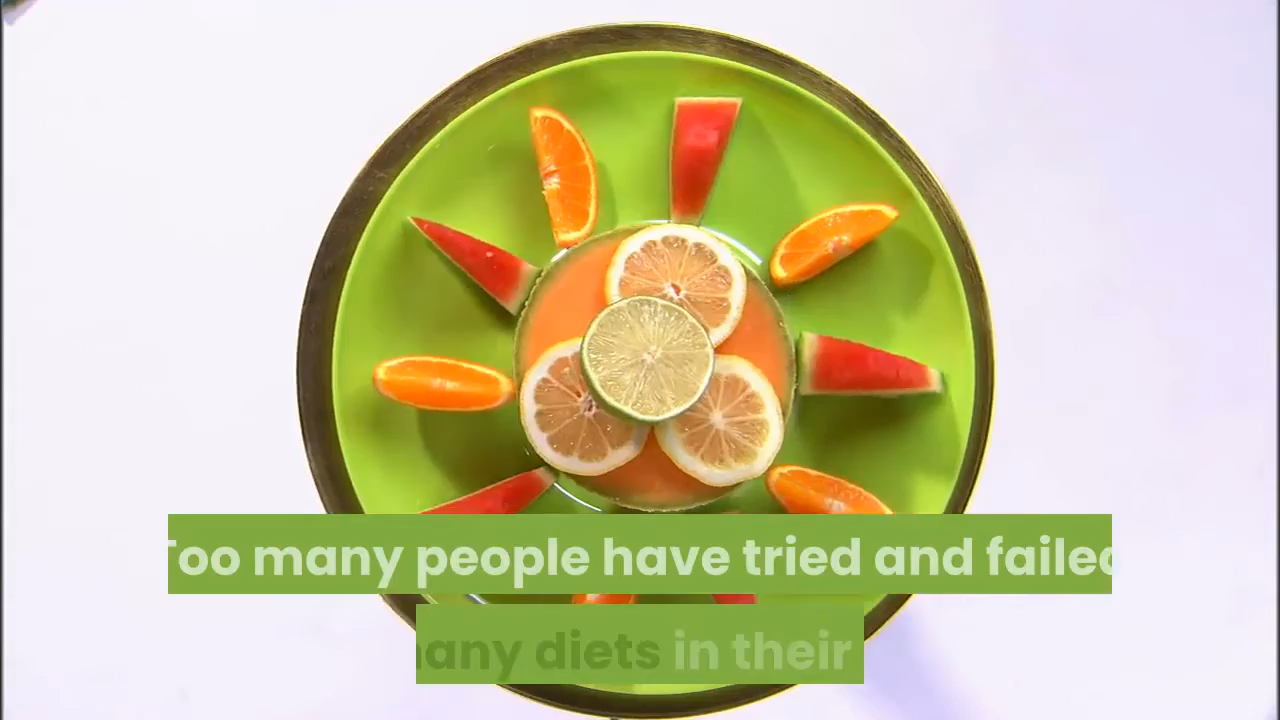 Too many people have tried and failed
many diets in their